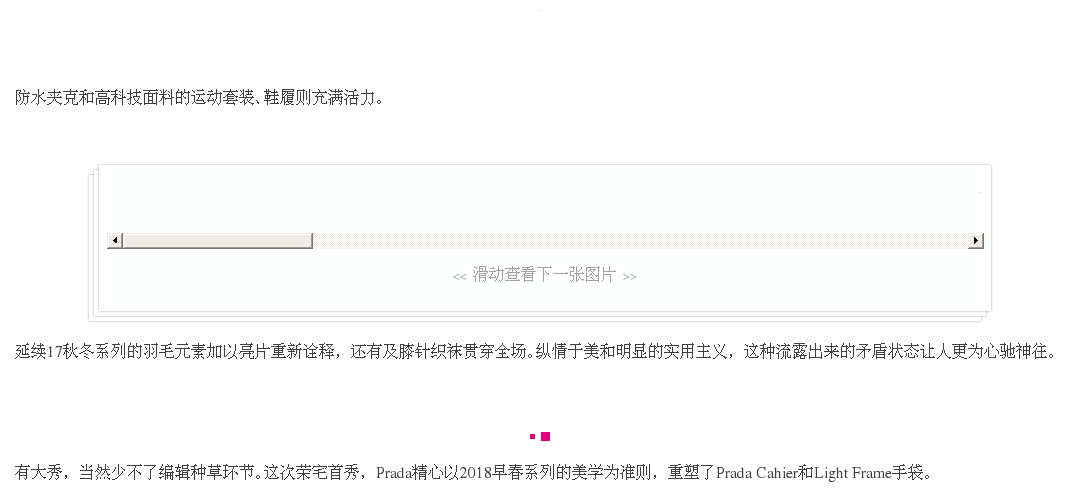 防水夹克和高科技面料的运动套装、鞋履则充满活力。
<< 滑动查看下一张图片 >>
延续17秋冬系列的羽毛元素加以亮片重新诠释，还有及膝针织袜贯穿全场。纵情于美和明显的实用主义，这种流露出来的矛盾状态让人更为心驰神往。
有大秀，当然少不了编辑种草环节。这次荣宅首秀，Prada精心以2018早春系列的美学为准则，重塑了Prada Cahier和Light Frame手袋。